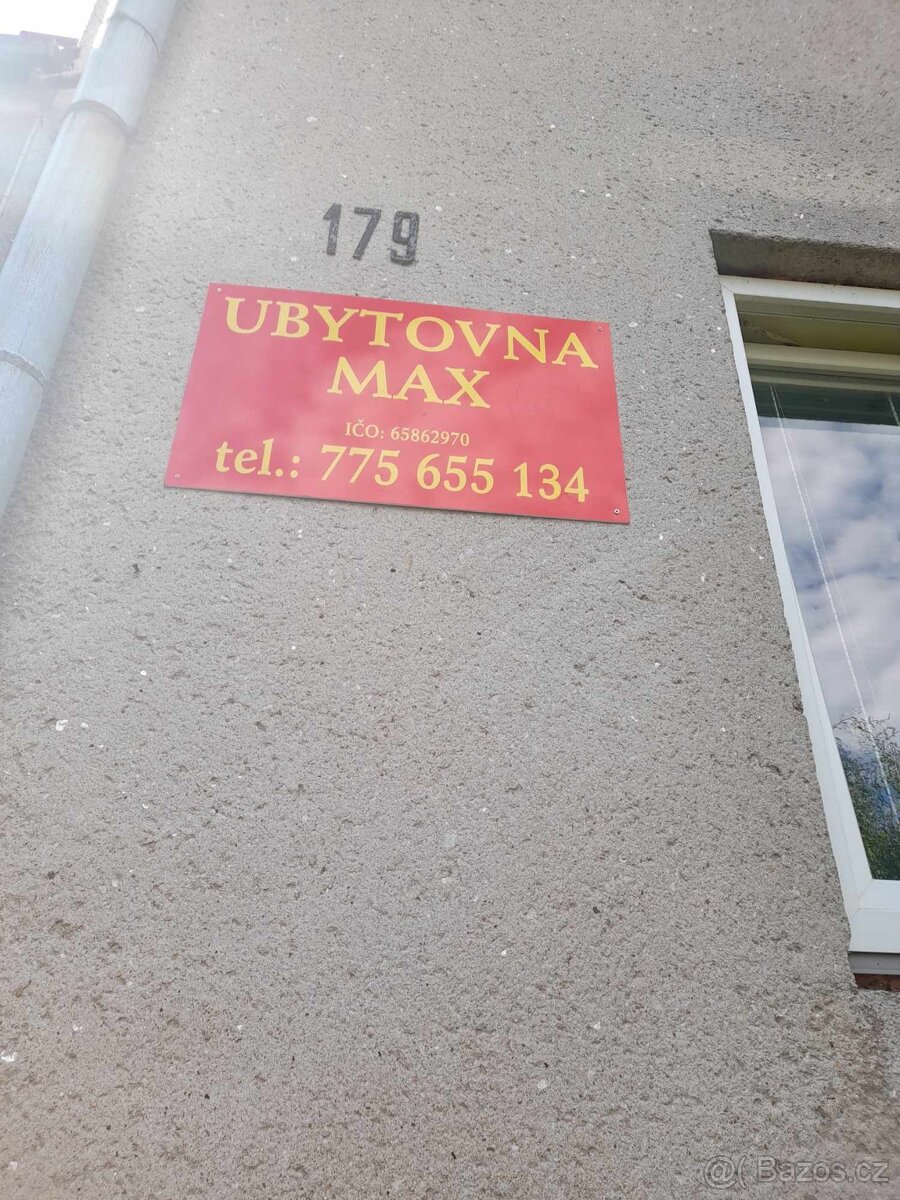 179
UBYTOVNA
MAX
IČO: 65862970
tel.: 775 655 134
@( Bazos.cz